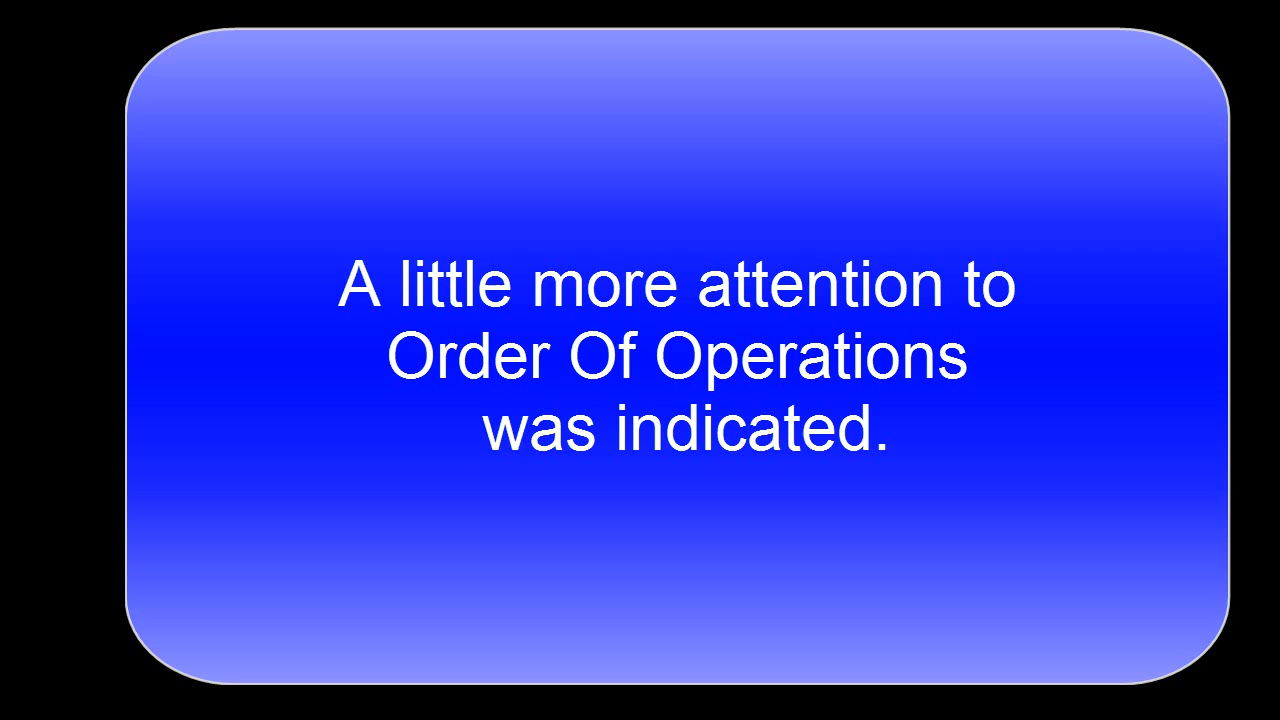 A little more attention to
Order Of Operations
was indicated.